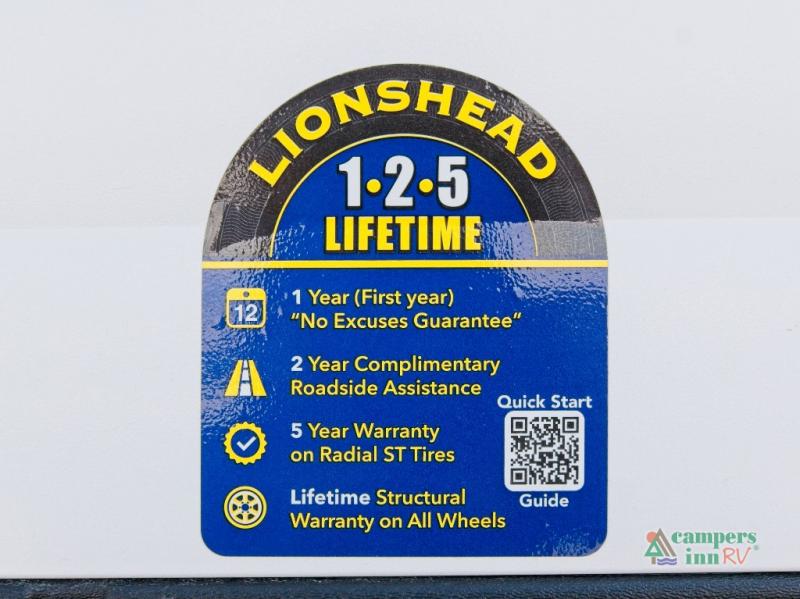 LIONSHEAD
1·2·5
LIFETIME
12
1 Year (First year)
"No Excuses Guarantee"
2 Year Complimentary
Roadside Assistance
5 Year Warranty
on Radial ST Tires
Lifetime Structural
Warranty on All Wheels
Quick Start
Guide
campers
inn RV®